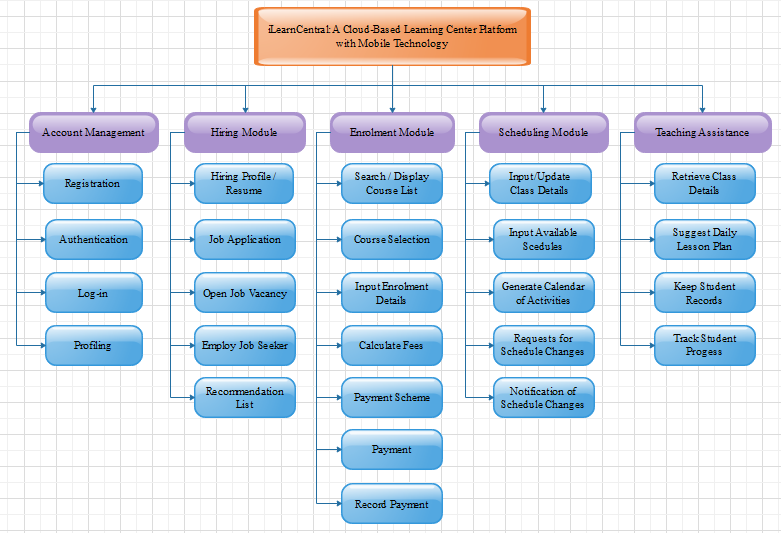 iLearnCentral:A Cloud-Based Learning Center Platform
with Mobile Technology
Account Management
Hiring Module
Enrolment Module
Scheduling Module
Teaching Assistance
Registration
Authentication
Log-in
Profiling
Hiring Profile /
Resume
Job Application
Open Job Vacancy
Employ Job Seeker
Recommendation
List
Search / Display
Course List
Course Selection
Input Enrolment
Details
Calculate Fees
Payment Scheme
Payment
Record Payment
Input/Update
Class Details
Input Available
Scedules
Generate Calendar
of Activities
Requests for
Schedule Changes
Notification of
Schedule Changes
Retrieve Class
Details
Suggest Daily
Lesson Plan
Keep Student
Records
Track Student
Progess